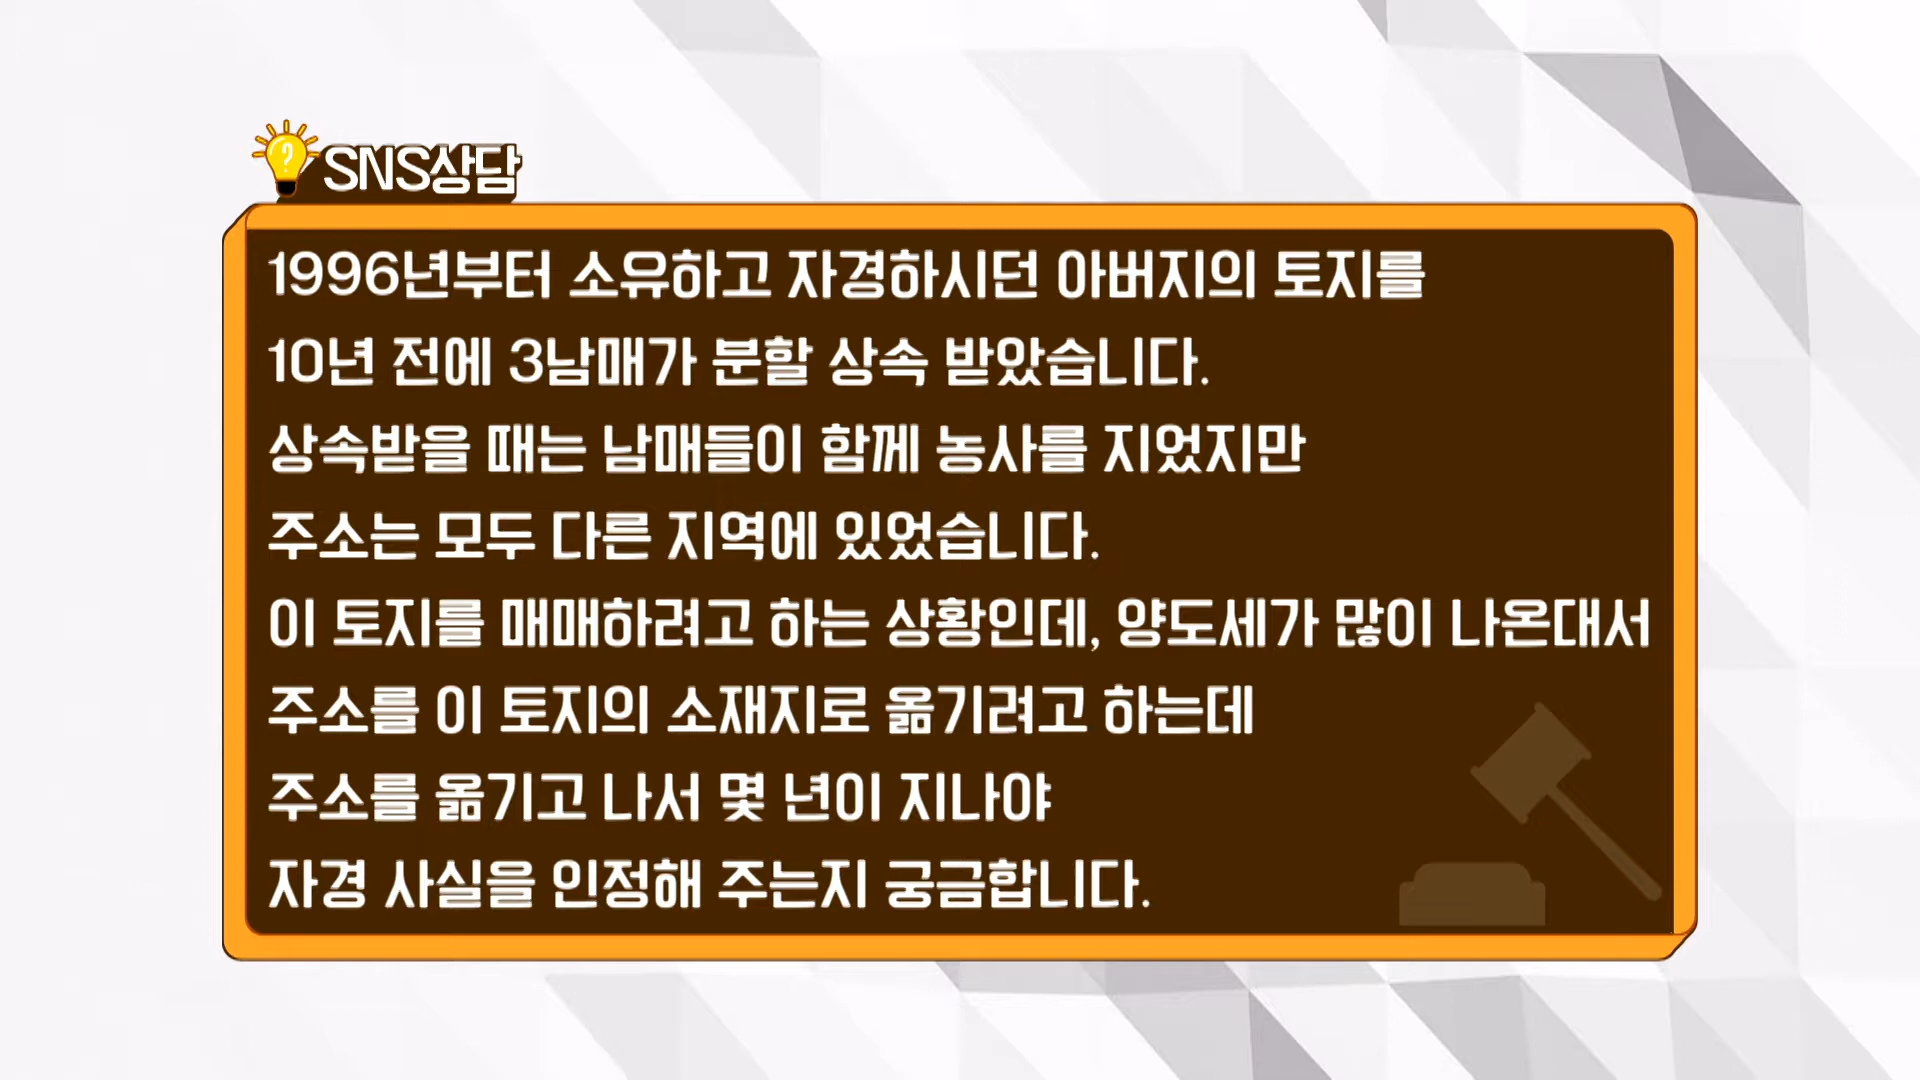 SNS상담
1996년부터 소유하고 자경하시던 아버지의 토지를
10년 전에 3남매가 분할 상속 받았습니다.
상속받을 때는 남매들이 함께 농사를 지었지만
주소는 모두 다른 지역에 있었습니다.
이 토지를 매매하려고 하는 상황인데, 양도세가 많이 나온대서
주소를 이 토지의 소재지로 옮기려고 하는데
주소를 옮기고 나서 몇 년이 지나야
자경 사실을 인정해 주는지 궁금합니다.